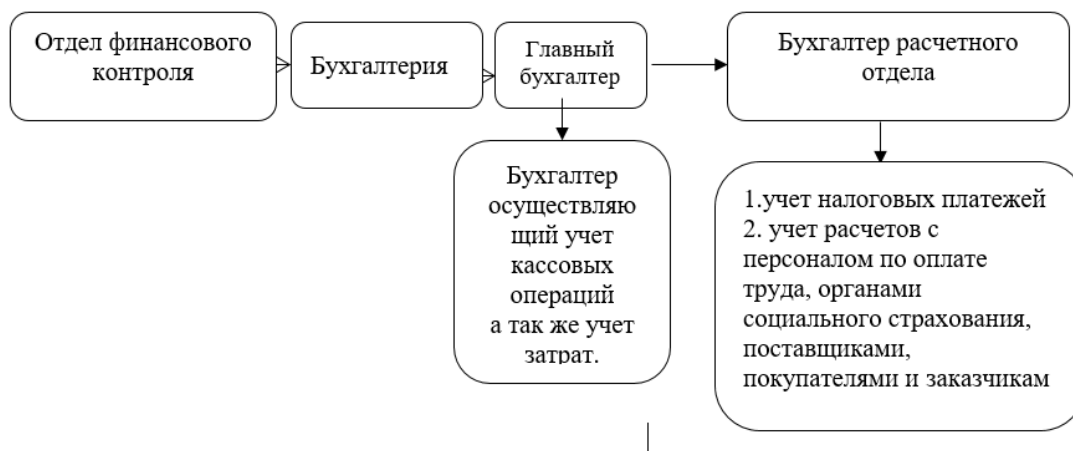 Отдел финансового
контроля
Бухгалтерия
Главный
бухгалтер
Бухгалтер расчетного
отдела
Бухгалтер
осуществляю
щий учет
кассовых
операций
а так же учет
затрат.
1.учет налоговых платежей
2. учет расчетов с
персоналом по оплате
труда, органами
социального страхования,
поставщиками,
покупателями и заказчикам